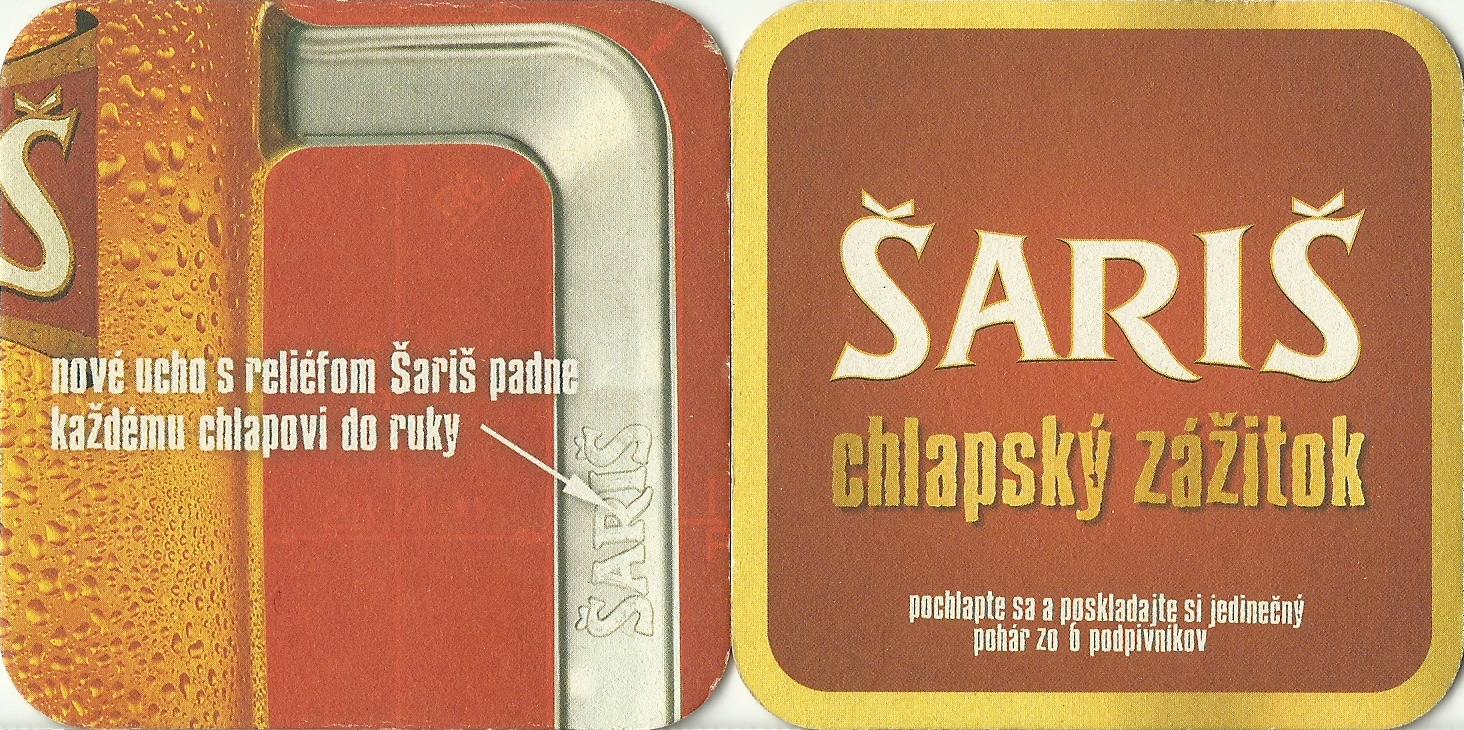 Š
nové ucho s reliéfom Šariš padne
každému chlapovi do ruky
ŠARIŠ
ŠARIŠ
chlapský zážitok
pochlapte sa a poskladajte si jedinečný
pohár zo 6 podpivníkov